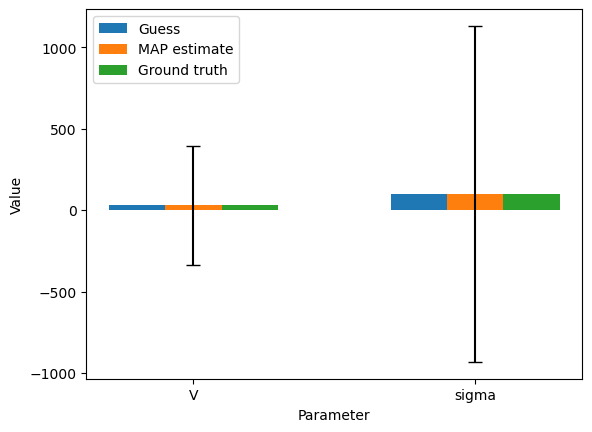 Guess
MAP estimate
Ground truth
1000
500
0
−500
−1000
Value
V
sigma
Parameter